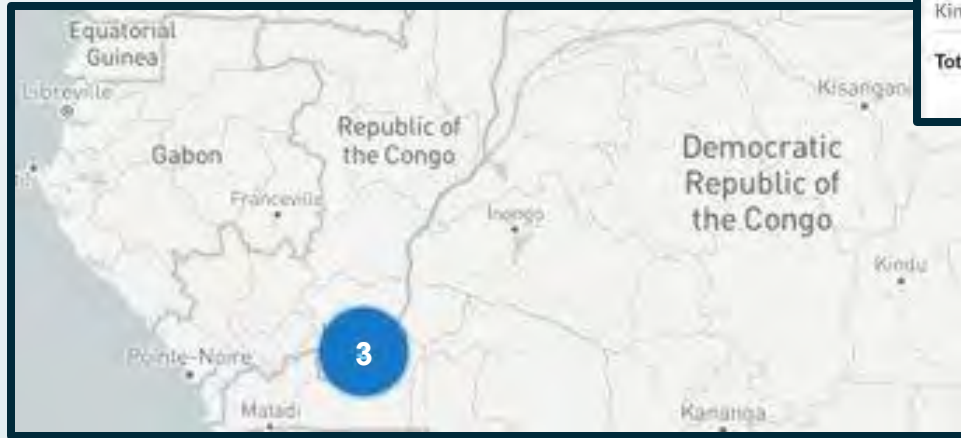 Equatorial
Guinea
Libreville
Gabon
Franceville
Republic of
the Congo
Inongo
Democratic
Republic of
the Congo
Kindu
Pointe-Noire
3
Matadi
Kananga